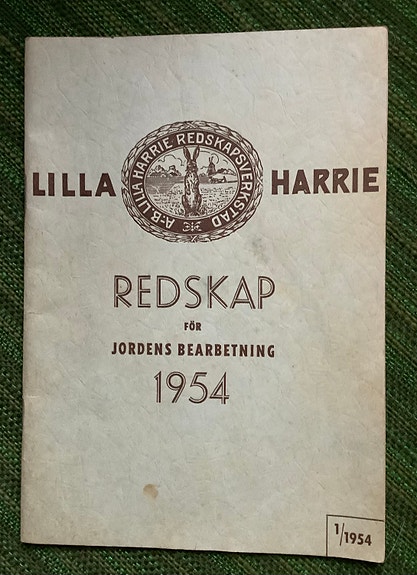 LILLA HARRIE
A-B. LILLA HARRIE REDSKAPSVERKSTAD
REDSKAP
FÖR
JORDENS BEARBETNING
1954
1/1954